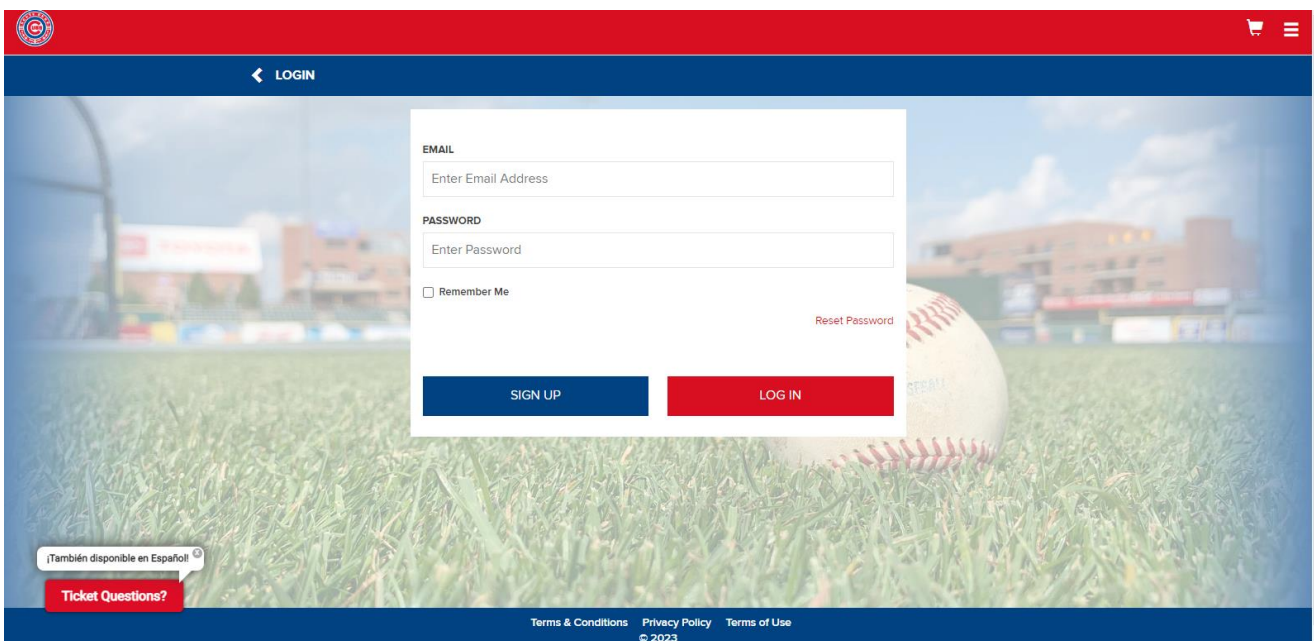 LOGIN
EMAIL
Enter Email Address
PASSWORD
Enter Password
Remember Me
Reset Password
SIGN UP
LOG IN
¡También disponible en Español!
Ticket Questions?
Terms & Conditions Privacy Policy Terms of Use
© 2023